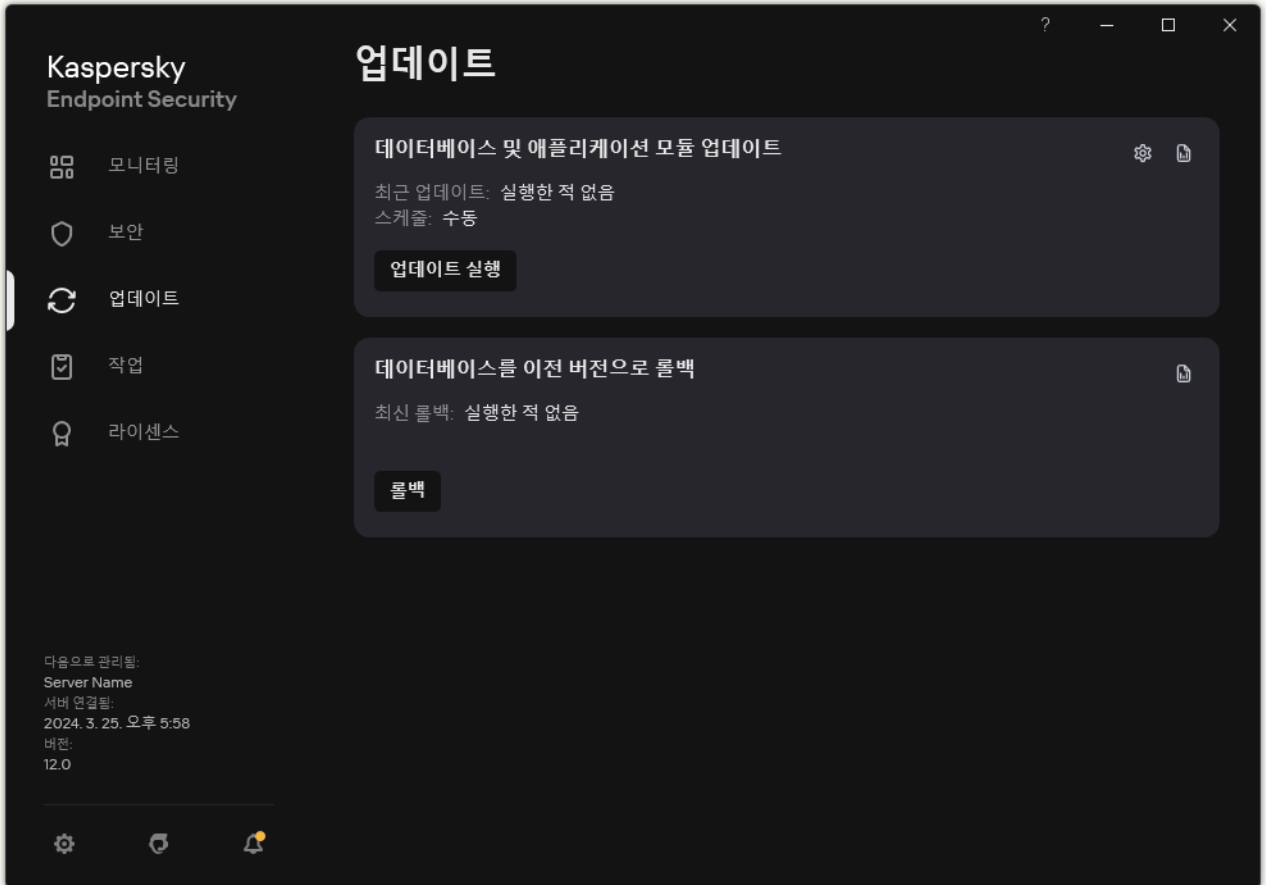 Kaspersky
Endpoint Security
모니터링
보안
업데이트
작업
라이센스
다음으로 관리됨:
Server Name
서버 연결됨:
2024. 3. 25. 오후 5:58
버전:
12.0
?
업데이트
데이터베이스 및 애플리케이션 모듈 업데이트
최근 업데이트: 실행한 적 없음
스케줄: 수동
업데이트 실행
데이터베이스를 이전 버전으로 롤백
최신 롤백: 실행한 적 없음
롤백